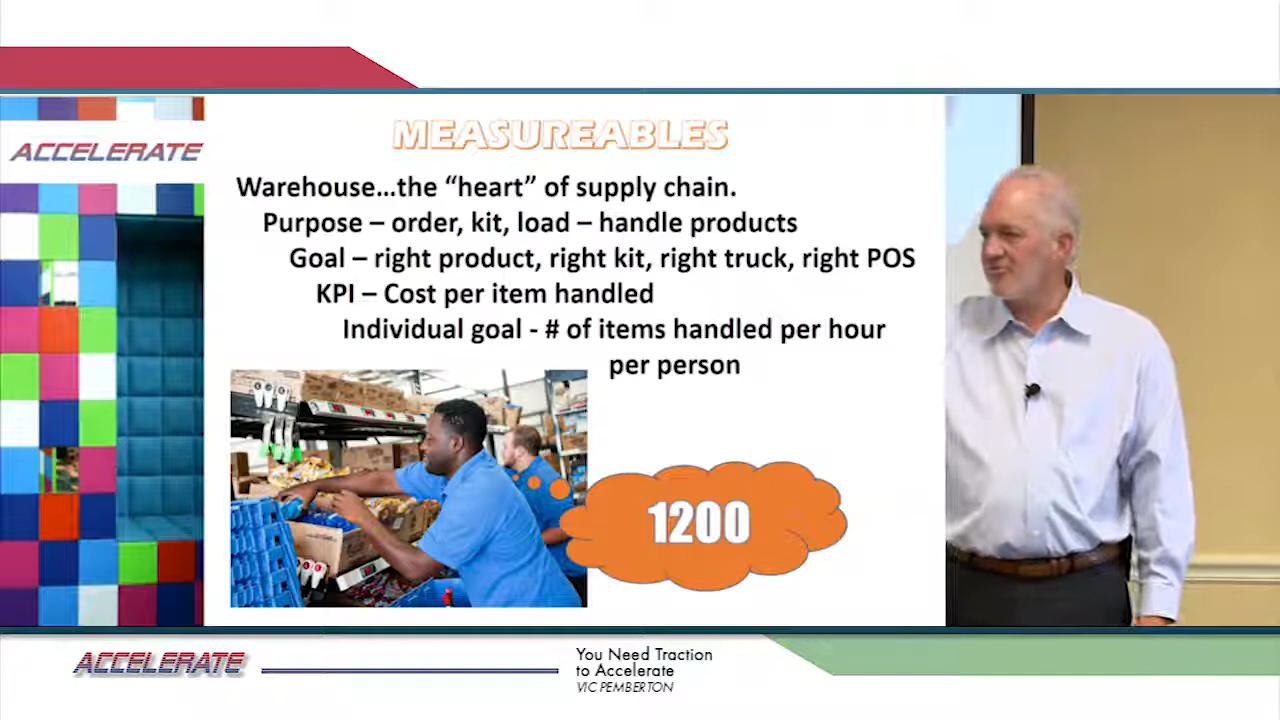 ACCELERATE
MEASUREABLES
Warehouse...the “heart” of supply chain.
Purpose – order, kit, load – handle products
Goal – right product, right kit, right truck, right POS
KPI – Cost per item handled
Individual goal - # of items handled per hour
per person
1200
ACCELERATE
You Need Traction
to Accelerate
VIC PEMBERTON